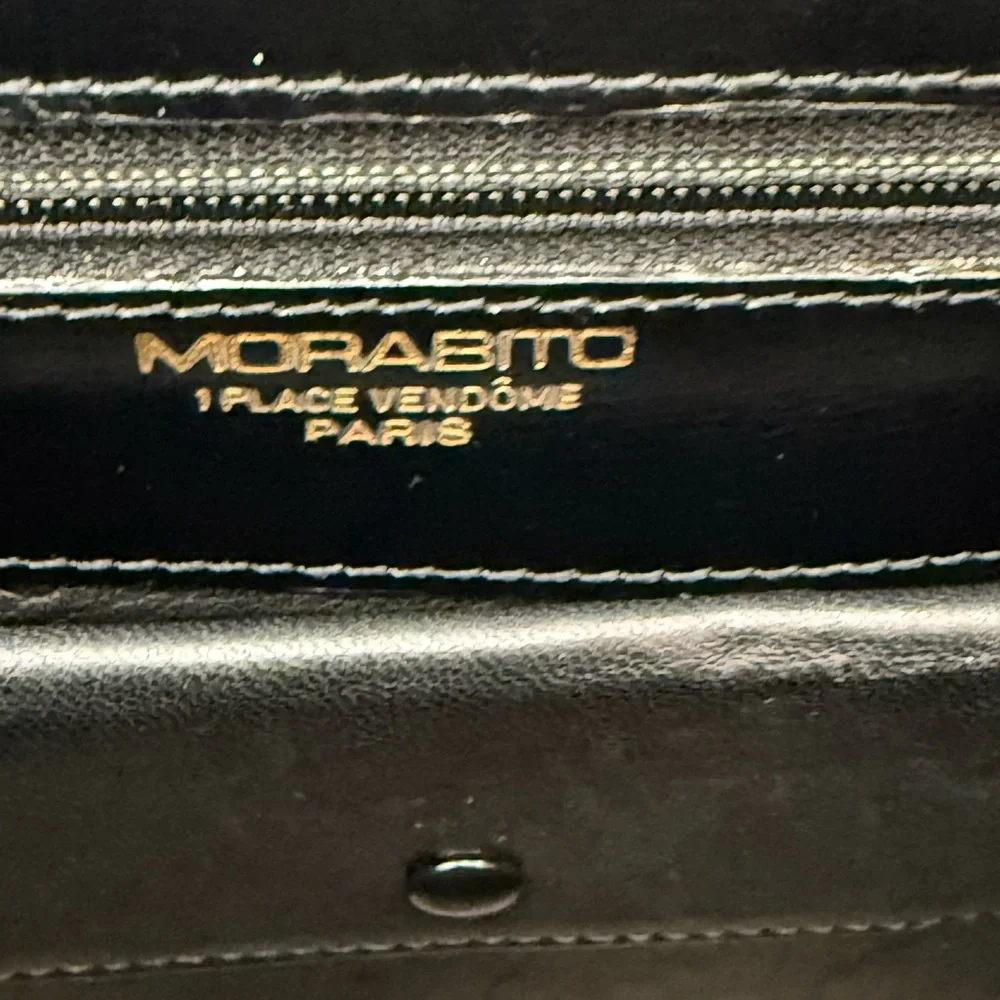 MORABITO
1 PLACE VENDÔME
PARIS